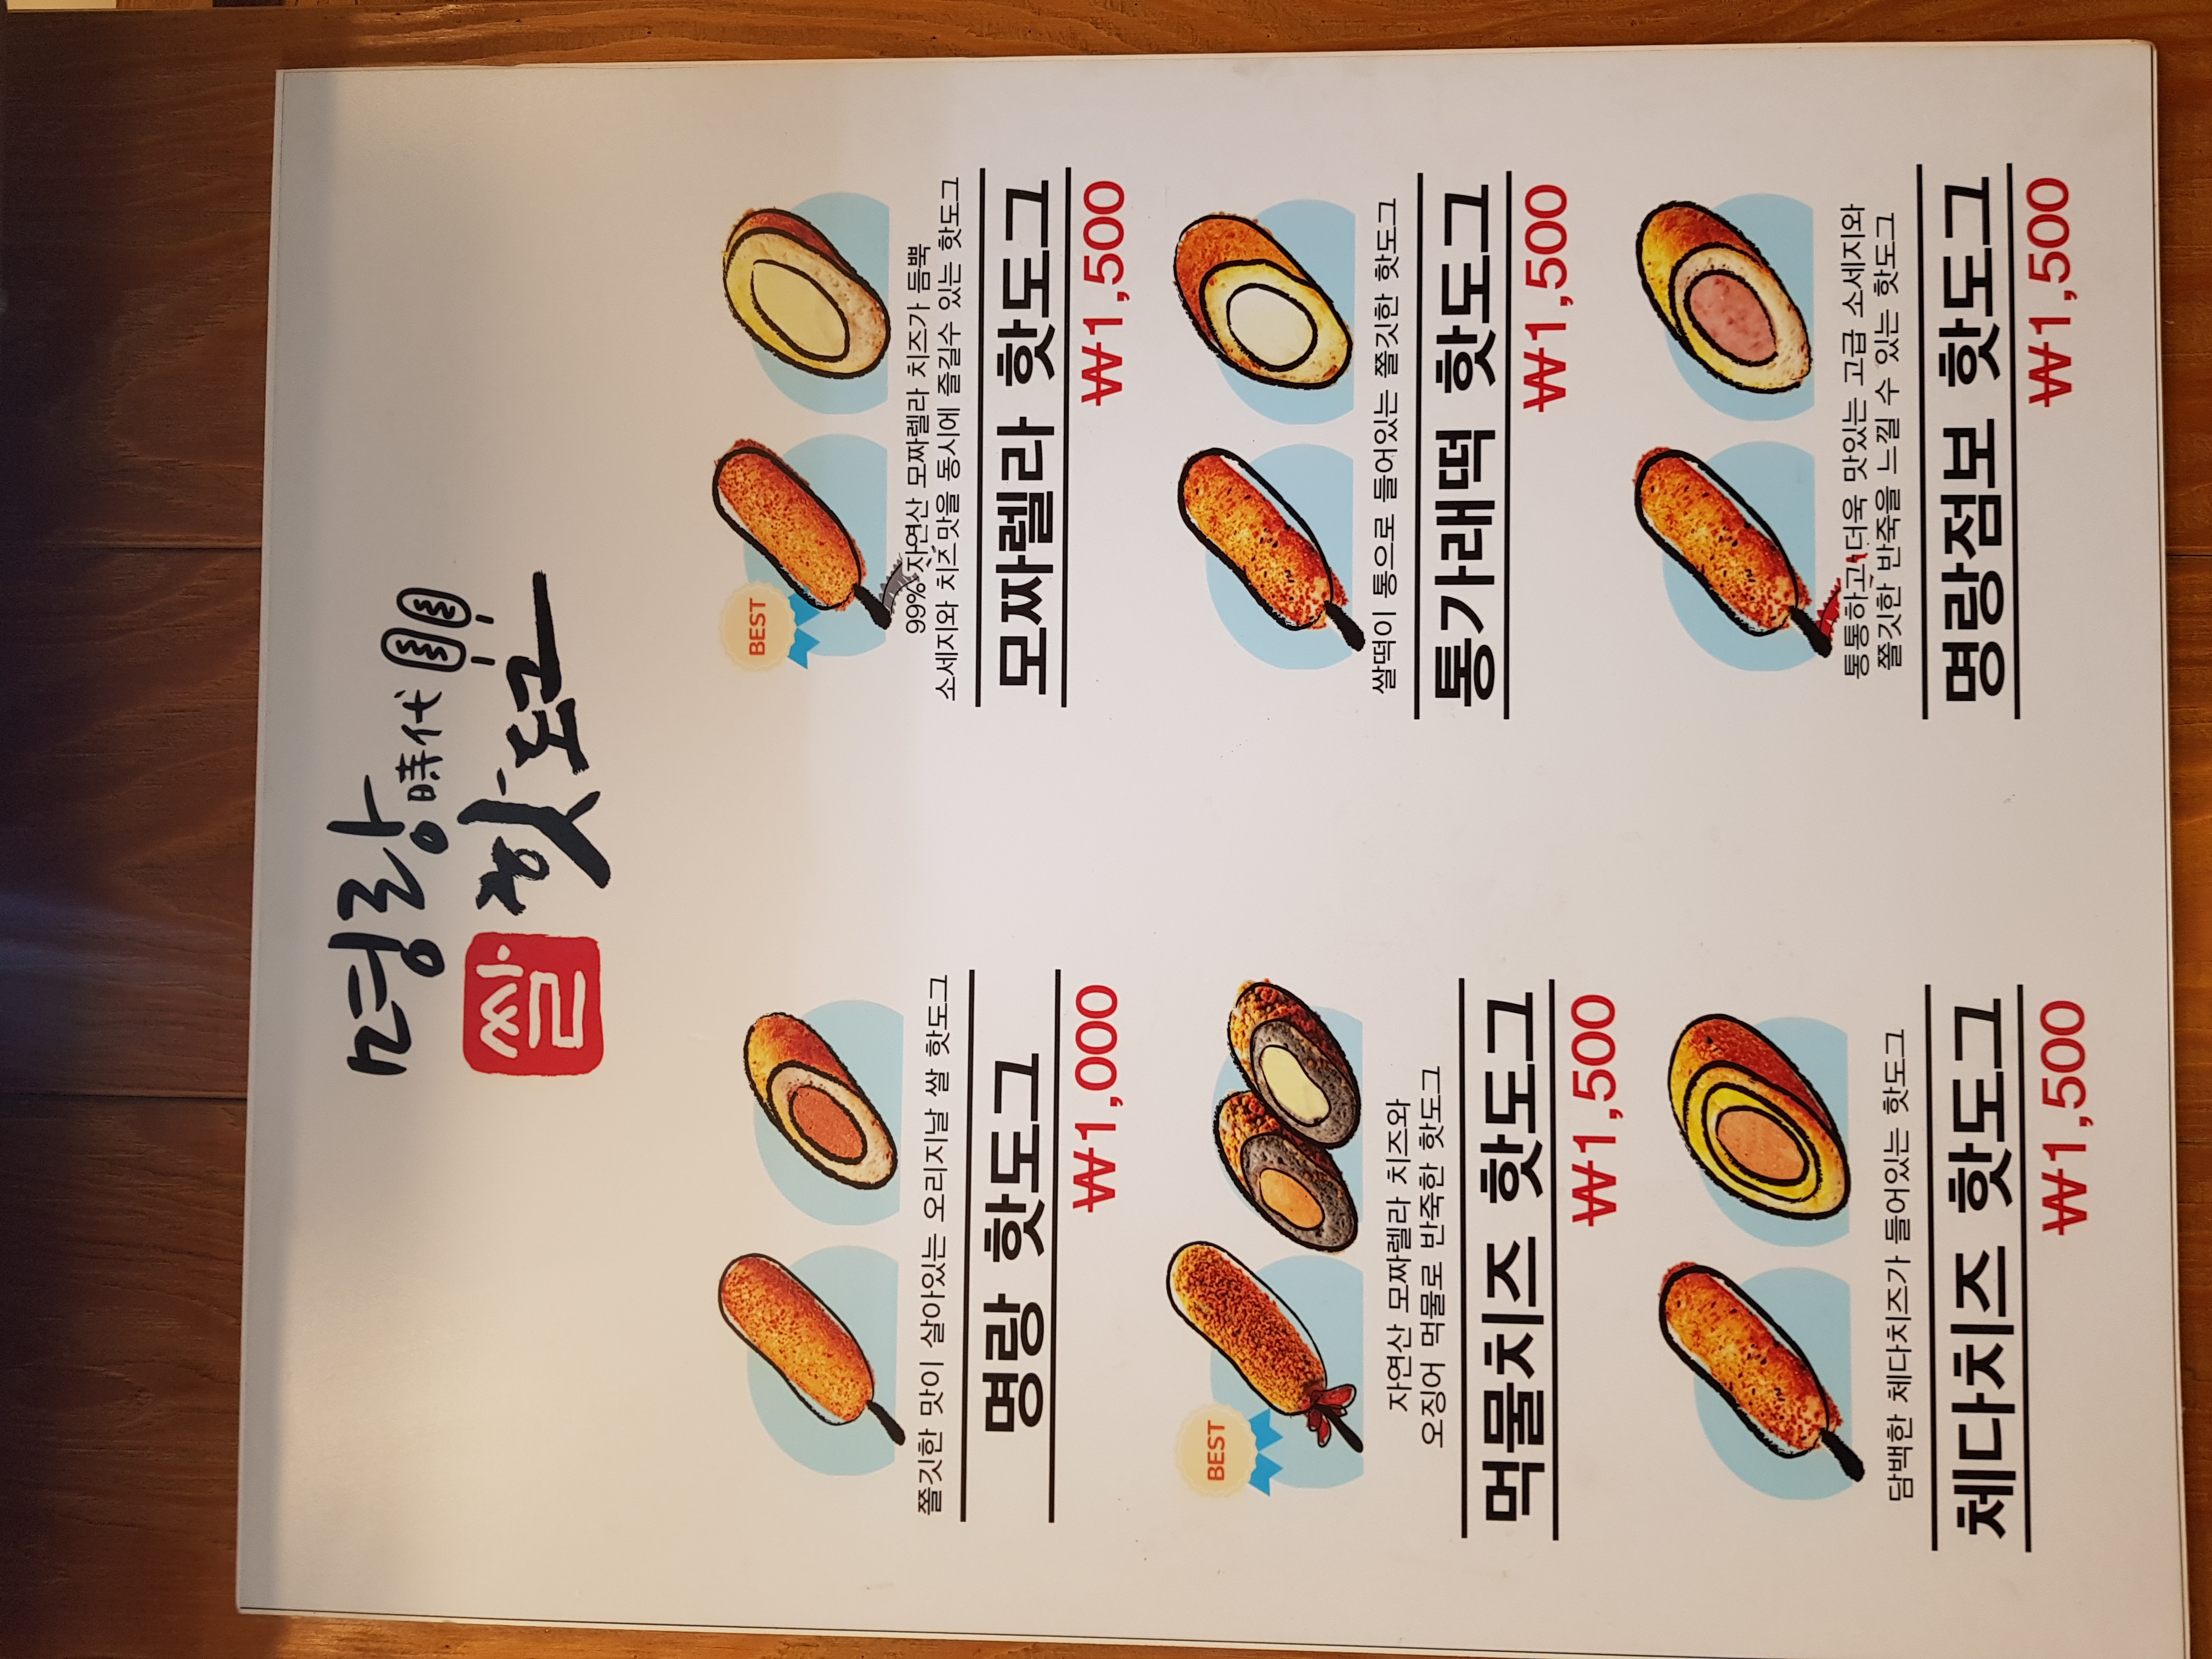 명랑時代
쌀 핫도그
쫄깃한 맛이 살아있는 오리지날 쌀 핫도그
명랑 핫도그
₩1,000
BEST
99% 자연산 모짜렐라 치즈가 듬뿍
소세지와 치즈맛을 동시에 즐길수 있는 핫도그
모짜렐라 핫도그
₩1,500
BEST
자연산 모짜렐라 치즈와
오징어 먹물로 반죽한 핫도그
먹물치즈 핫도그
₩1,500
쌀떡이 통으로 들어있는 쫄깃한 핫도그
통가래떡 핫도그
₩1,500
담백한 체다치즈가 들어있는 핫도그
체다치즈 핫도그
₩1,500
통통하고 더욱 맛있는 고급 소세지와
쫄깃한 반죽을 느낄 수 있는 핫도그
명랑점보 핫도그
₩1,500